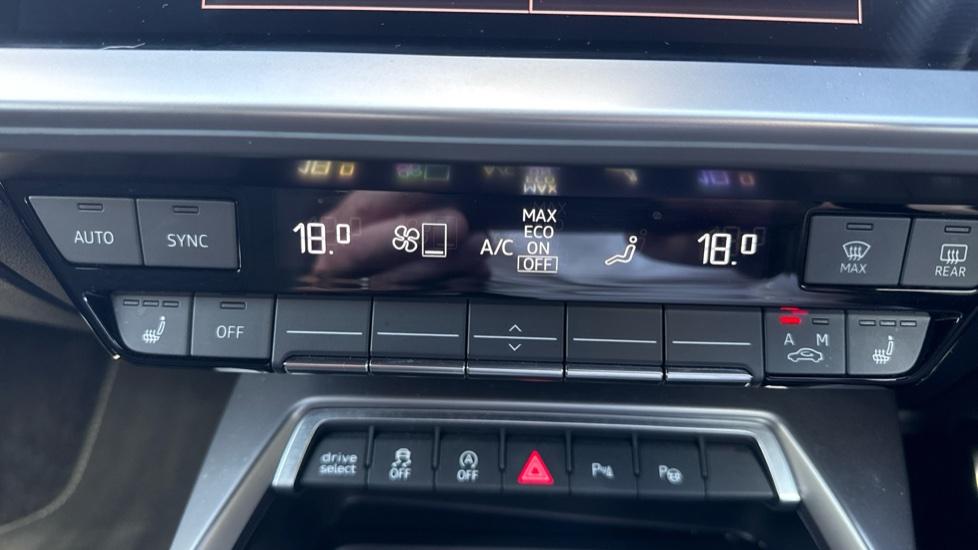 AUTO SYNC 18.0 A/C MAX ECO ON OFF 18.0 MAX REAR
OFF A M
drive select OFF A OFF P P